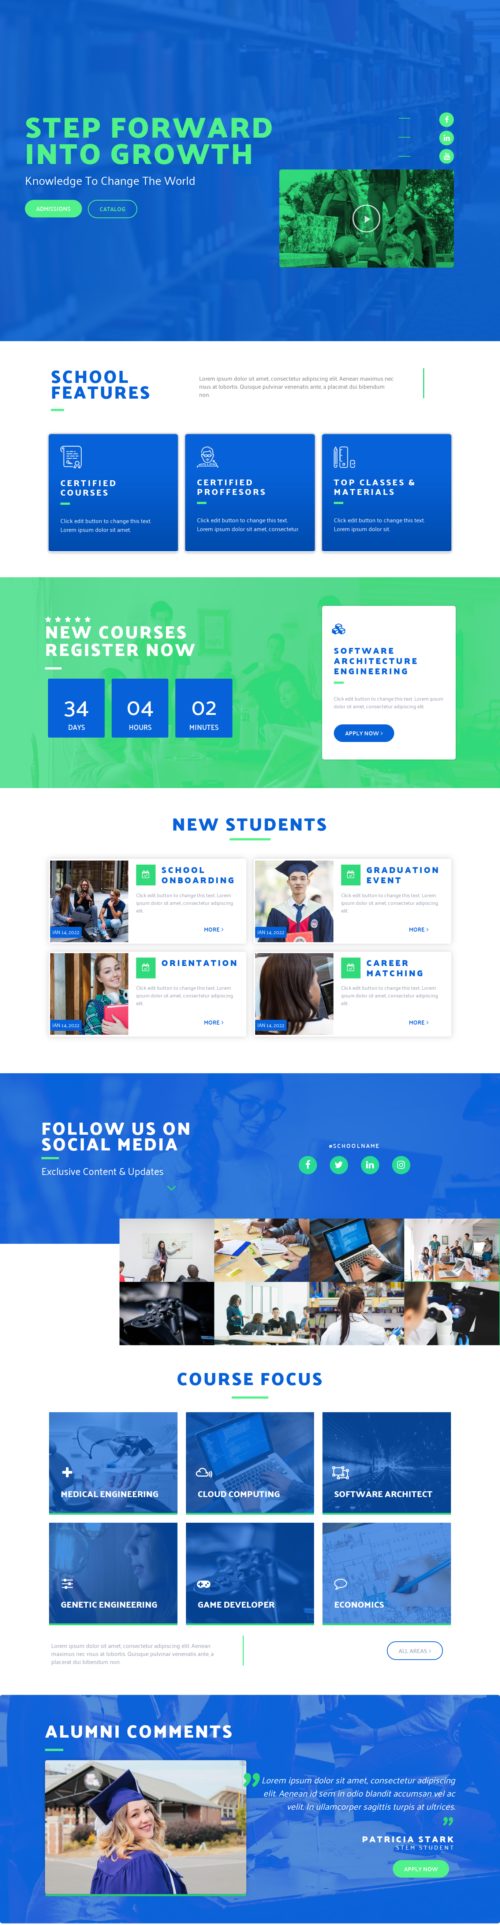 STEP FORWARD
INTO GROWTH
Knowledge To Change The World
ADMISSIONS
CATALOG
SCHOOL
FEATURES
Lorem ipsum dolor sit amet, consectetur adipiscing elit. Aenean maximus nec
risus at lobortis. Quisque pulvinar venenatis ante, at placerat dui bibendum
non.
CERTIFIED
COURSES
Click edit button to change this text.
Lorem ipsum dolor sit amet.
CERTIFIED
PROFFESORS
Click edit button to change this text.
Lorem ipsum dolor sit amet, consectetur
TOP CLASSES &
MATERIALS
Click edit button to change this text.
Lorem ipsum dolor sit.
NEW COURSES
REGISTER NOW
34
DAYS
04
HOURS
02
MINUTES
SOFTWARE
ARCHITECTURE
ENGINEERING
Click edit button to change this text. Lorem ipsum
dolor sit amet, consectetur adipiscing elit
APPLY NOW >
NEW STUDENTS
SCHOOL
ONBOARDING
Click edit button to change this text. Lorem
ipsum dolor sit amet, consectetur adipiscing
elit.
MORE >
JAN 14, 2022
GRADUATION
EVENT
Click edit button to change this text. Lorem
ipsum dolor sit amet, consectetur adipiscing
elit.
MORE >
JAN 14, 2022
ORIENTATION
Click edit button to change this text. Lorem
ipsum dolor sit amet, consectetur adipiscing
elit.
MORE >
JAN 14, 2022
CAREER
MATCHING
Click edit button to change this text. Lorem
ipsum dolor sit amet, consectetur adipiscing
elit.
MORE >
JAN 14, 2022
FOLLOW US ON
SOCIAL MEDIA
Exclusive Content & Updates
#SCHOOLNAME
COURSE FOCUS
MEDICAL ENGINEERING
CLOUD COMPUTING
SOFTWARE ARCHITECT
GENETIC ENGINEERING
GAME DEVELOPER
ECONOMICS
Lorem ipsum dolor sit amet, consectetur adipiscing elit. Aenean
maximus nec risus at lobortis. Quisque pulvinar venenatis ante, at
placerat dui bibendum non.
ALL AREAS >
ALUMNI COMMENTS
Lorem ipsum dolor sit amet, consectetur adipiscing
elit. Aenean id sem in odio blandit accumsan vel ac
velit. In ullamcorper sagittis turpis at ultrices.
PATRICIA STARK
STEM STUDENT
APPLY NOW